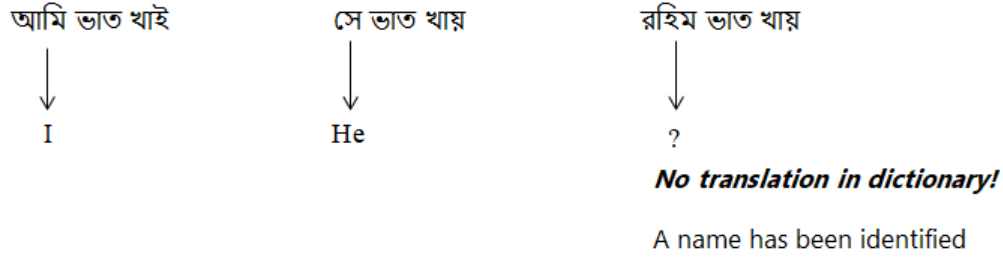 আমি ভাত খাই সে ভাত খায় রহিম ভাত খায়
I He ?
No translation in dictionary!
A name has been identified